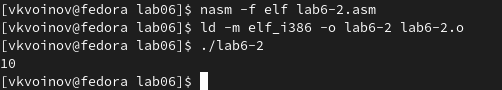 [vkvoinov@fedora lab06]$ nasm -f elf lab6-2.asm
[vkvoinov@fedora lab06]$ ld -m elf_i386 -o lab6-2 lab6-2.o
[vkvoinov@fedora lab06]$ ./lab6-2
10
[vkvoinov@fedora lab06]$